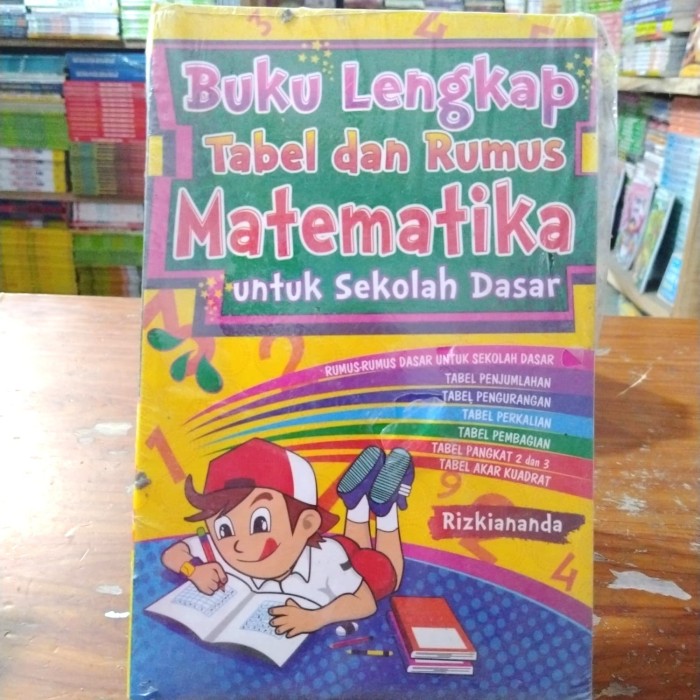 Buku Lengkap
Tabel dan Rumus
Matematika
untuk Sekolah Dasar
RUMUS-RUMUS DASAR UNTUK SEKOLAH DASAR
TABEL PENJUMLAHAN
TABEL PENGURANGAN
TABEL PERKALIAN
TABEL PEMBAGIAN
TABEL PANGKAT 2 dan 3
TABEL AKAR KUADRAT
Rizkiananda